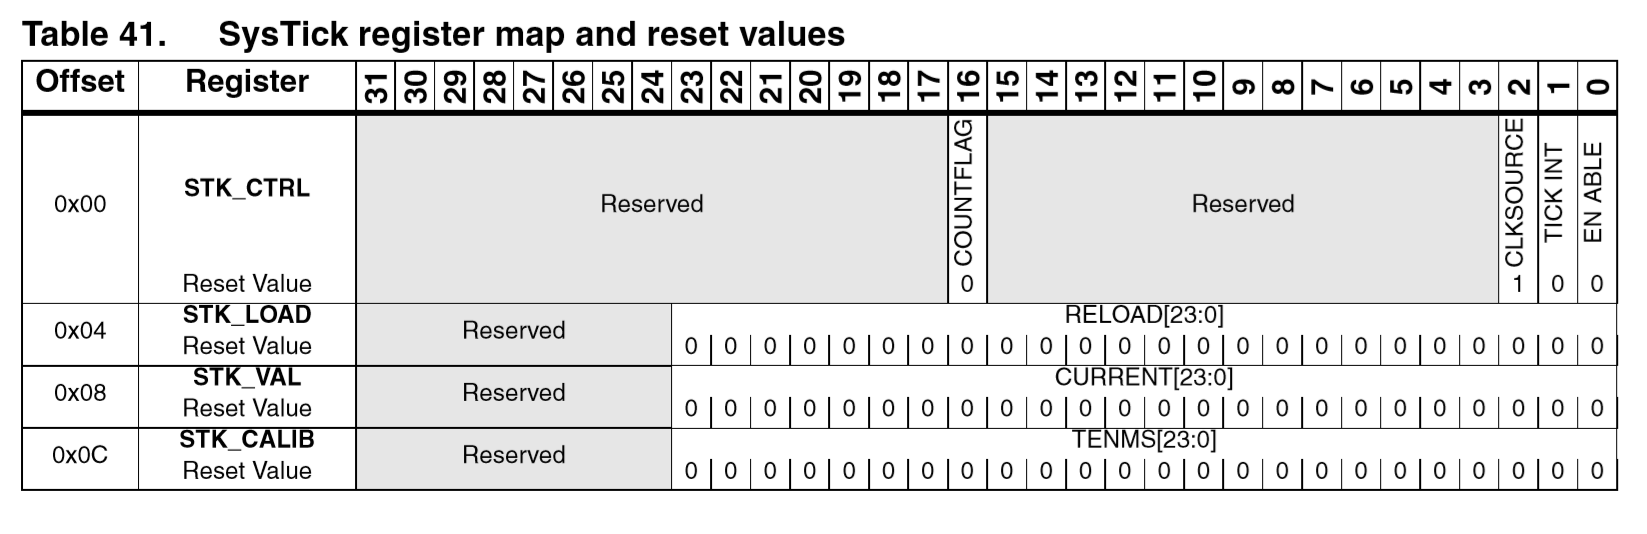 Table 41. SysTick register map and reset values
Offset Register 31 30 29 28 27 26 25 24 23 22 21 20 19 18 17 16 15 14 13 12 11 10 9 8 7 6 5 4 3 2 1 0
0x00 STK_CTRL Reserved COUNTFLAG Reserved CLKSOURCE TICK INT EN ABLE
Reset Value 0 1 0 0
0x04 STK_LOAD Reserved RELOAD[23:0]
Reset Value 0 0 0 0 0 0 0 0 0 0 0 0 0 0 0 0 0 0 0 0 0 0 0 0
0x08 STK_VAL Reserved CURRENT[23:0]
Reset Value 0 0 0 0 0 0 0 0 0 0 0 0 0 0 0 0 0 0 0 0 0 0 0 0
0x0C STK_CALIB Reserved TENMS[23:0]
Reset Value 0 0 0 0 0 0 0 0 0 0 0 0 0 0 0 0 0 0 0 0 0 0 0 0